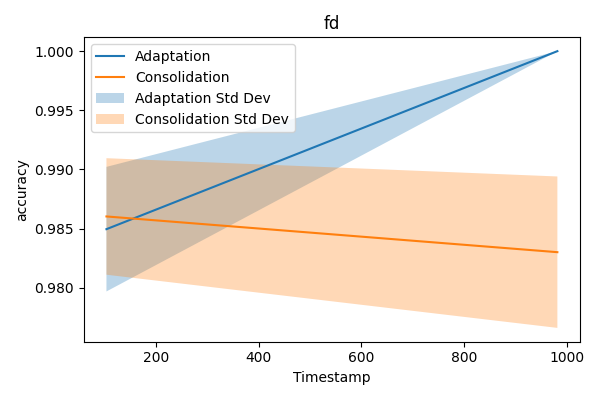 fd
1.000
0.995
0.990
0.985
0.980
accuracy
Adaptation
Consolidation
Adaptation Std Dev
Consolidation Std Dev
200 400 600 800 1000
Timestamp